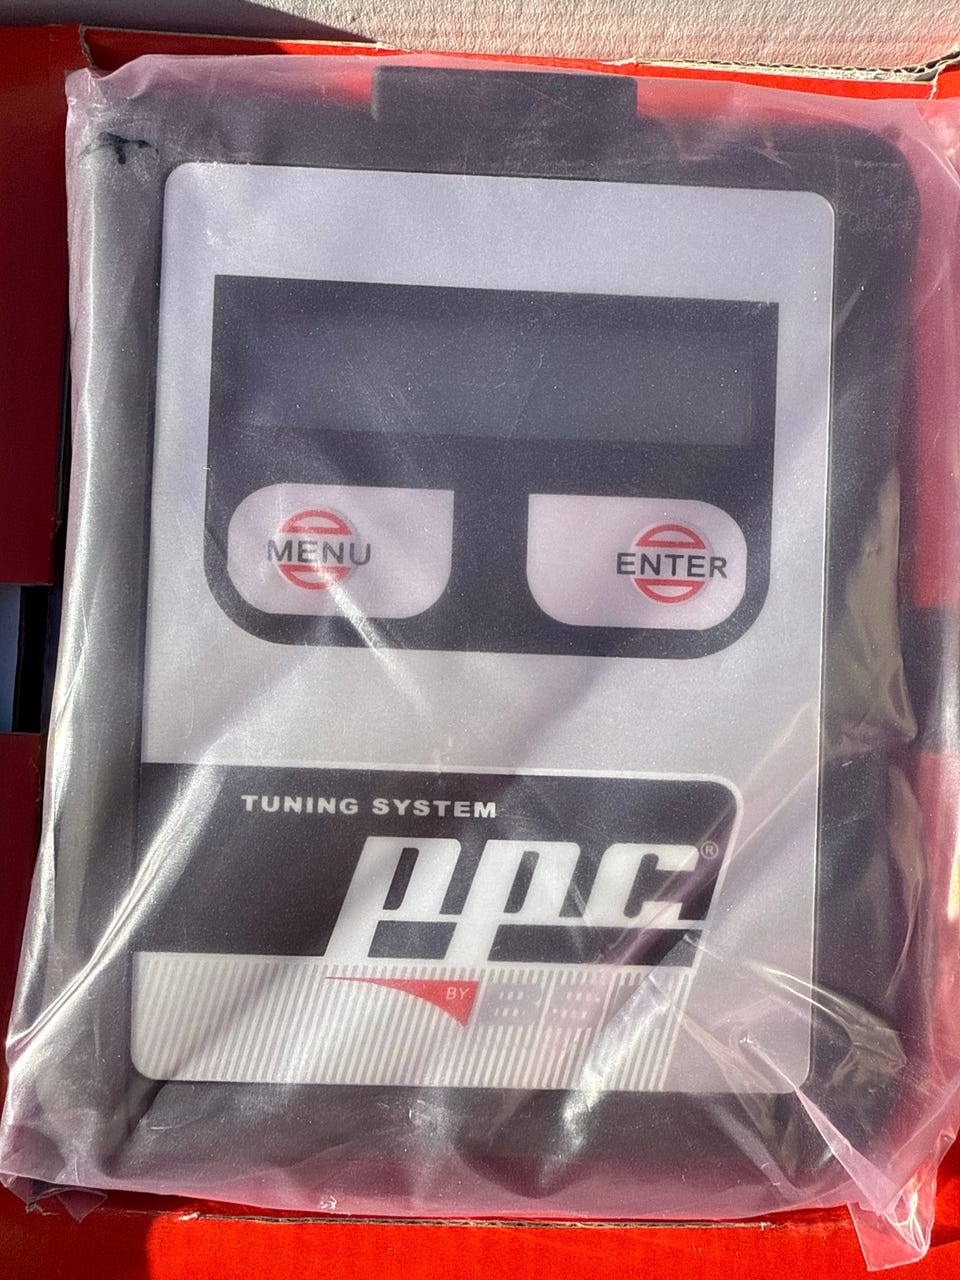 MENU
ENTER
TUNING SYSTEM
ppc®
BY